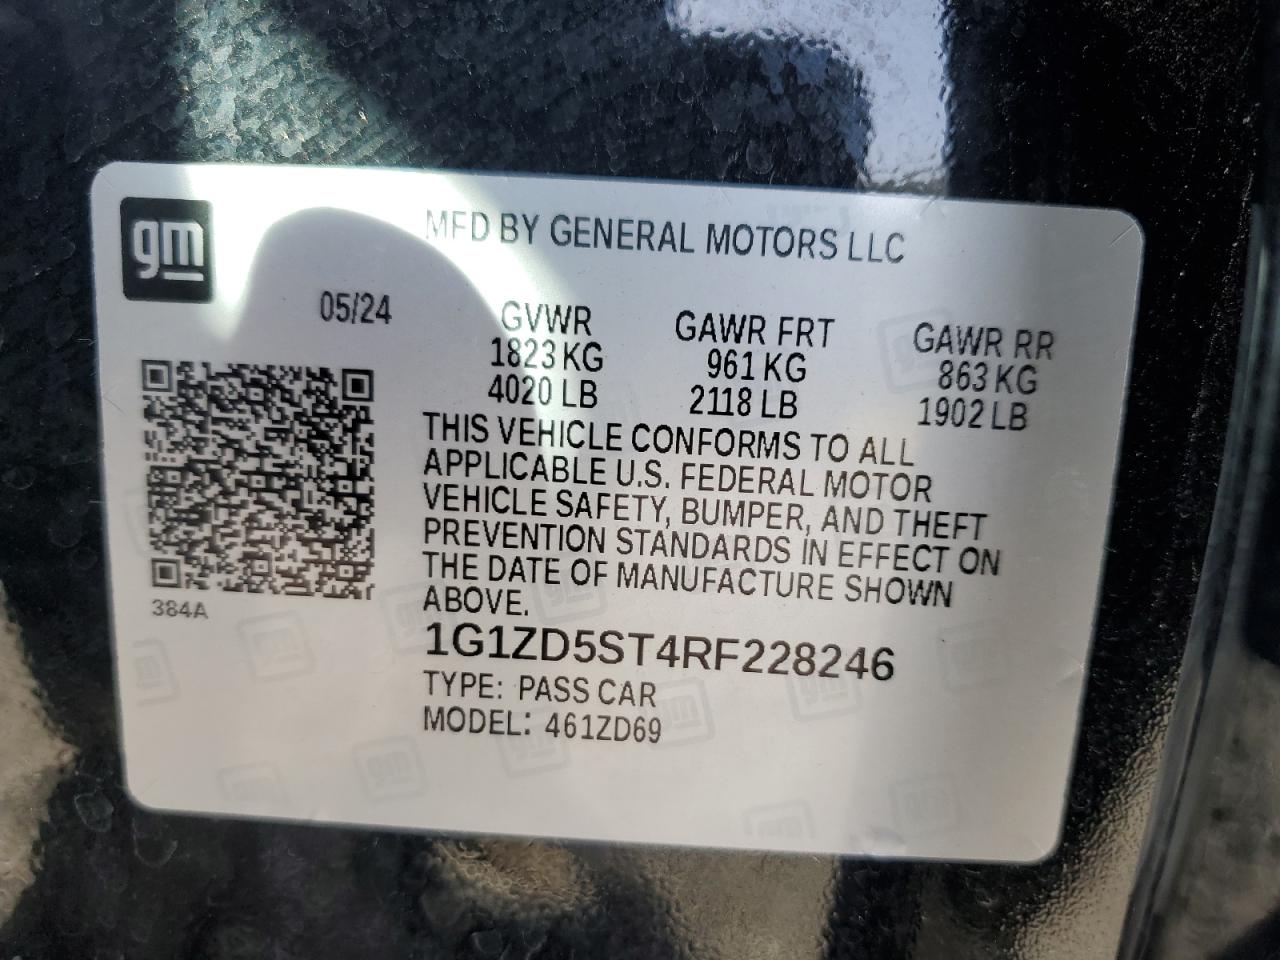 gm
MFD BY GENERAL MOTORS LLC
05/24
GVWR GAWR FRT GAWR RR
1823 KG 961 KG 863 KG
4020 LB 2118 LB 1902 LB
THIS VEHICLE CONFORMS TO ALL
APPLICABLE U.S. FEDERAL MOTOR
VEHICLE SAFETY, BUMPER, AND THEFT
PREVENTION STANDARDS IN EFFECT ON
THE DATE OF MANUFACTURE SHOWN
ABOVE.
384A
1G1ZD5ST4RF228246
TYPE: PASS CAR
MODEL: 461ZD69